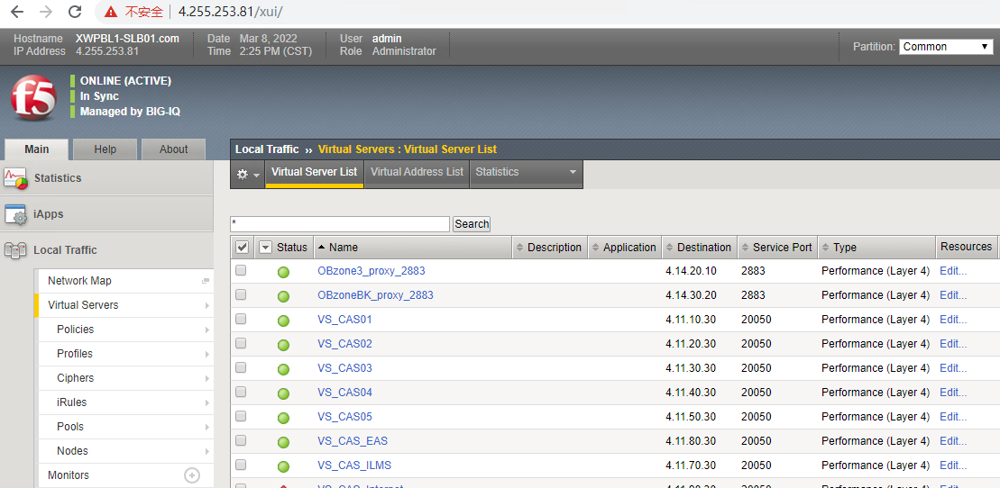 不安全 4.255.253.81/xui/
Hostname XWPBL1-SLB01.com Date Mar 8, 2022 User admin
IP Address 4.255.253.81 Time 2:25 PM (CST) Role Administrator
Partition: Common
f5
ONLINE (ACTIVE)
In Sync
Managed by BIG-IQ
Main Help About
Local Traffic ›› Virtual Servers : Virtual Server List
Virtual Server List Virtual Address List Statistics
Statistics
iApps
Local Traffic
Network Map
Virtual Servers
Policies
Profiles
Ciphers
iRules
Pools
Nodes
Monitors
* Search
Status Name Description Application Destination Service Port Type Resources
OBzone3_proxy_2883 4.14.20.10 2883 Performance (Layer 4) Edit...
OBzoneBK_proxy_2883 4.14.30.20 2883 Performance (Layer 4) Edit...
VS_CAS01 4.11.10.30 20050 Performance (Layer 4) Edit...
VS_CAS02 4.11.20.30 20050 Performance (Layer 4) Edit...
VS_CAS03 4.11.30.30 20050 Performance (Layer 4) Edit...
VS_CAS04 4.11.40.30 20050 Performance (Layer 4) Edit...
VS_CAS05 4.11.50.30 20050 Performance (Layer 4) Edit...
VS_CAS_EAS 4.11.80.30 20050 Performance (Layer 4) Edit...
VS_CAS_ILMS 4.11.70.30 20050 Performance (Layer 4) Edit...